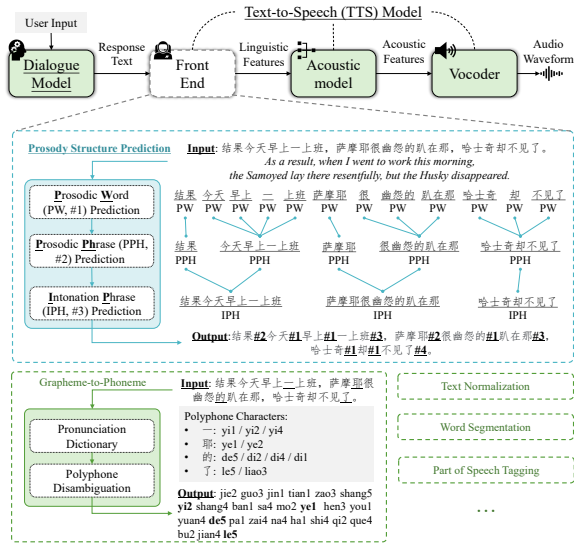 Text-to-Speech (TTS) Model
User Input
Dialogue
Model
Response
Text
Front
End
Linguistic
Features
Acoustic
model
Acoustic
Features
Vocoder
Audio
Waveform
Prosody Structure Prediction
Input: 结果今天早上一上班，萨摩耶很幽怨的趴在那，哈士奇却不见了。
As a result, when I went to work this morning,
the Samoyed lay there resentfully, but the Husky disappeared.
Prosodic Word
(PW, #1) Prediction
Prosodic Phrase (PPH,
#2) Prediction
Intonation Phrase
(IPH, #3) Prediction
结果 今天 早上 一 上班 萨摩耶 很 幽怨的 趴在那 哈士奇 却 不见了
PW PW PW PW PW PW PW PW PW PW PW PW
结果 今天早上一上班 萨摩耶 很幽怨的趴在那 哈士奇却不见了
PPH PPH PPH PPH PPH
结果今天早上一上班 萨摩耶很幽怨的趴在那 哈士奇却不见了
IPH IPH IPH
Output: 结果#2今天#1早上#1一上班#3，萨摩耶#2很幽怨的#1趴在那#3，
哈士奇#1却#1不见了#4。
Grapheme-to-Phoneme
Pronunciation
Dictionary
Polyphone
Disambiguation
Input: 结果今天早上一上班，萨摩耶很
幽怨的趴在那，哈士奇却不见了。
Polyphone Characters:
• 一: yi1 / yi2 / yi4
• 耶: ye1 / ye2
• 的: de5 / di2 / di4 / di1
• 了: le5 / liao3
Output: jie2 guo3 jin1 tian1 zao3 shang5
yi2 shang4 ban1 sa4 mo2 ye1 hen3 you1
yuan4 de5 pa1 zai4 na4 ha1 shi4 qi2 que4
bu2 jian4 le5
Text Normalization
Word Segmentation
Part of Speech Tagging
...